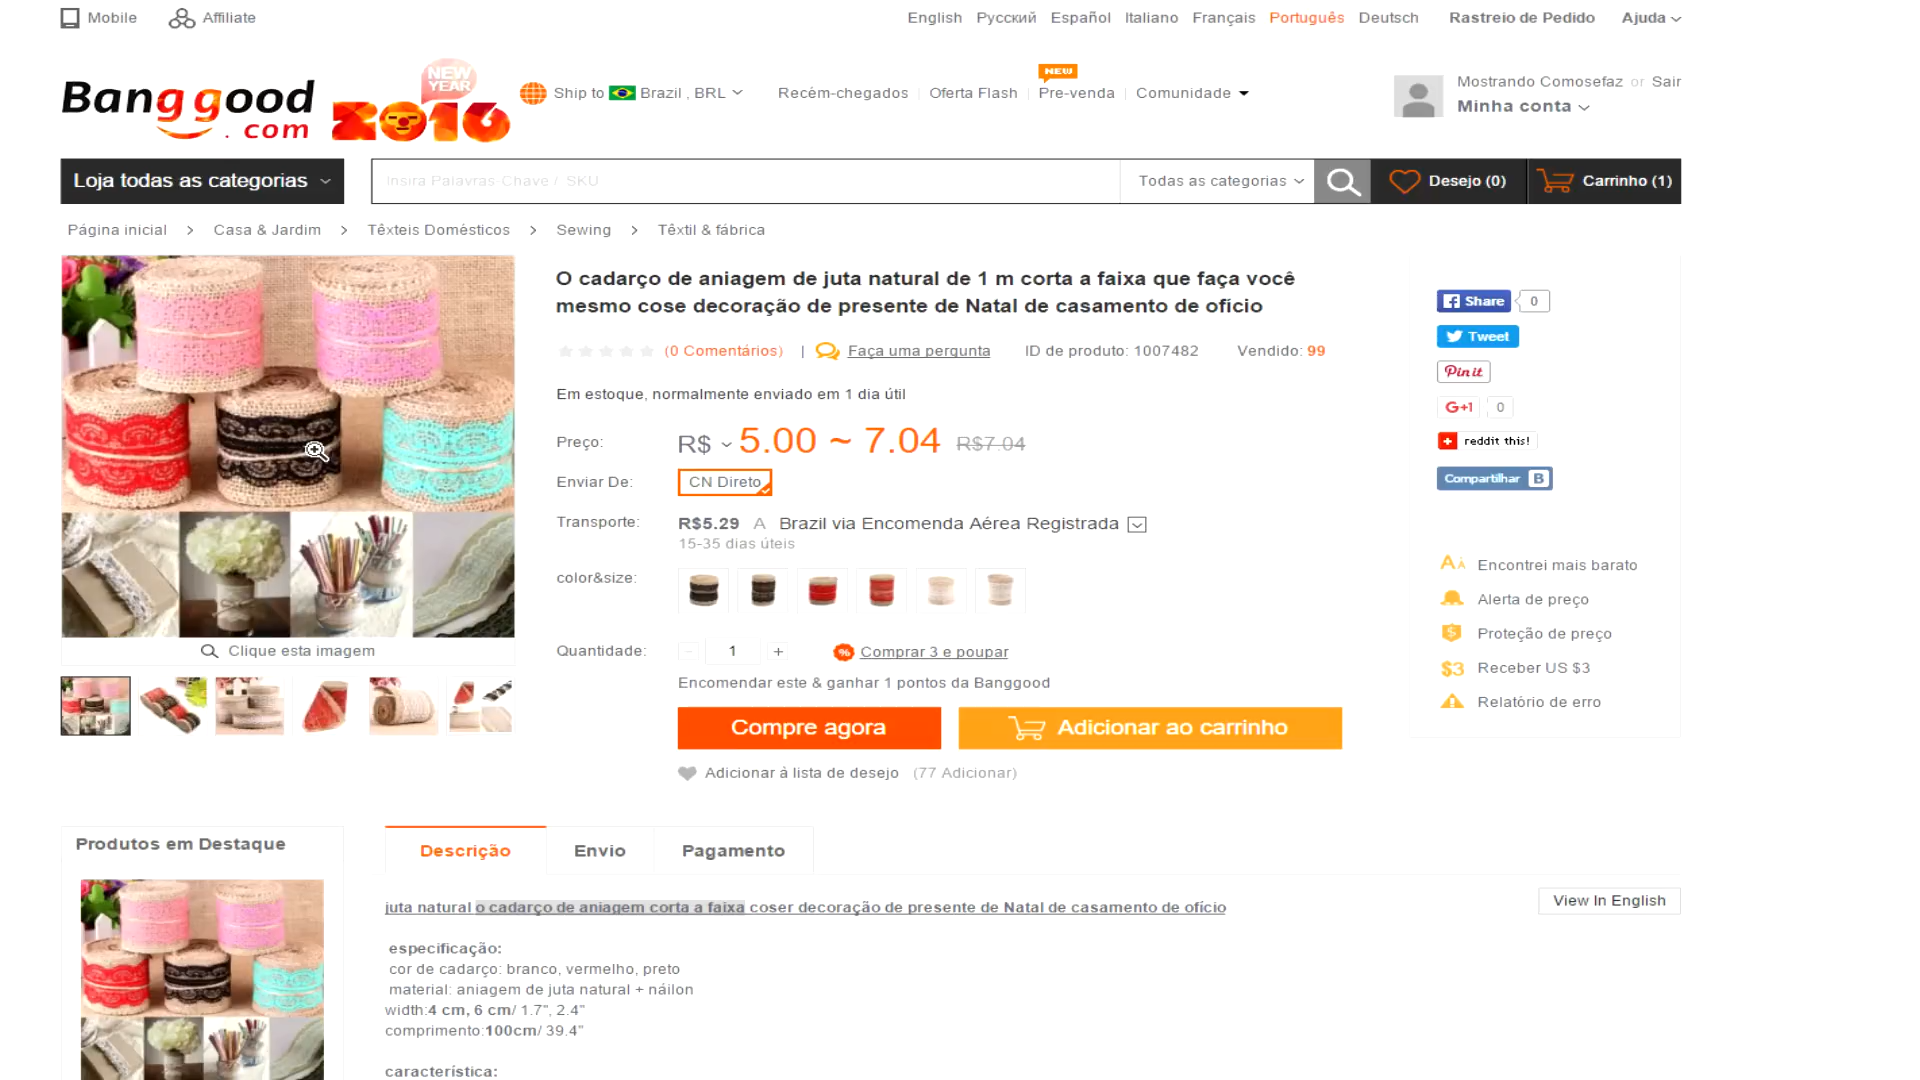 Mobile Affiliate English Русский Español Italiano Français Português Deutsch Rastreio de Pedido Ajuda
Banggood.com NEW YEAR 2016
Ship to Brazil , BRL Recém-chegados Oferta Flash NEW Pre-venda Comunidade
Mostrando Comosefaz or Sair
Minha conta
Loja todas as categorias Insira Palavras-Chave / SKU Todas as categorias Desejo (0) Carrinho (1)
Página inicial > Casa & Jardim > Têxteis Domésticos > Sewing > Têxtil & fábrica
O cadarço de aniagem de juta natural de 1 m corta a faixa que faça você
mesmo cose decoração de presente de Natal de casamento de ofício
(0 Comentários) | Faça uma pergunta ID de produto: 1007482 Vendido: 99
Em estoque, normalmente enviado em 1 dia útil
Preço: R$ 5.00 ~ 7.04 R$7.04
Enviar De: CN Direto
Transporte: R$5.29 A Brazil via Encomenda Aérea Registrada
15-35 dias úteis
color&size:
Quantidade: - 1 + % Comprar 3 e poupar
Encomendar este & ganhar 1 pontos da Banggood
Compre agora Adicionar ao carrinho
Adicionar à lista de desejo (77 Adicionar)
Clique esta imagem
Share 0
Tweet
Pin it
G+1 0
reddit this!
Compartilhar B
Encontrei mais barato
Alerta de preço
$ Proteção de preço
$3 Receber US $3
Relatório de erro
Produtos em Destaque
Descrição Envio Pagamento
View In English
juta natural o cadarço de aniagem corta a faixa coser decoração de presente de Natal de casamento de ofício
especificação:
cor de cadarço: branco, vermelho, preto
material: aniagem de juta natural + náilon
width:4 cm, 6 cm/ 1.7", 2.4"
comprimento:100cm/ 39.4"
característica: